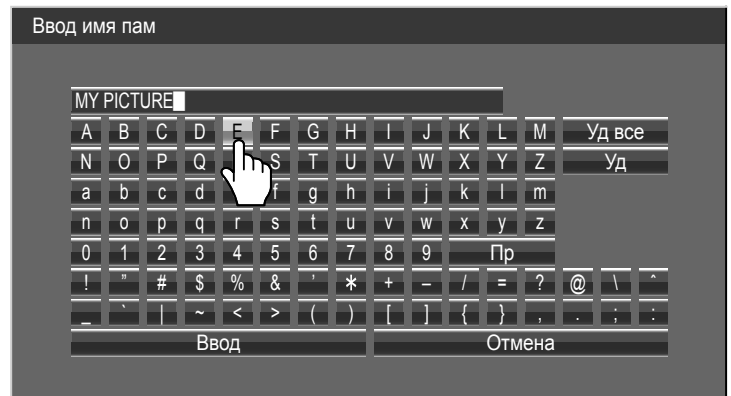 Ввод имя пам
MY PICTURE
A B C D E F G H I J K L M Уд все
N O P Q S T U V W X Y Z Уд
a b c d f g h i j k l m
n o p q r s t u v w x y z
0 1 2 3 4 5 6 7 8 9 Пр
! " # $ % & ' * + – / = ? @ \ ^
_ ` | ~ < > ( ) [ ] { } , . ; :
Ввод Отмена